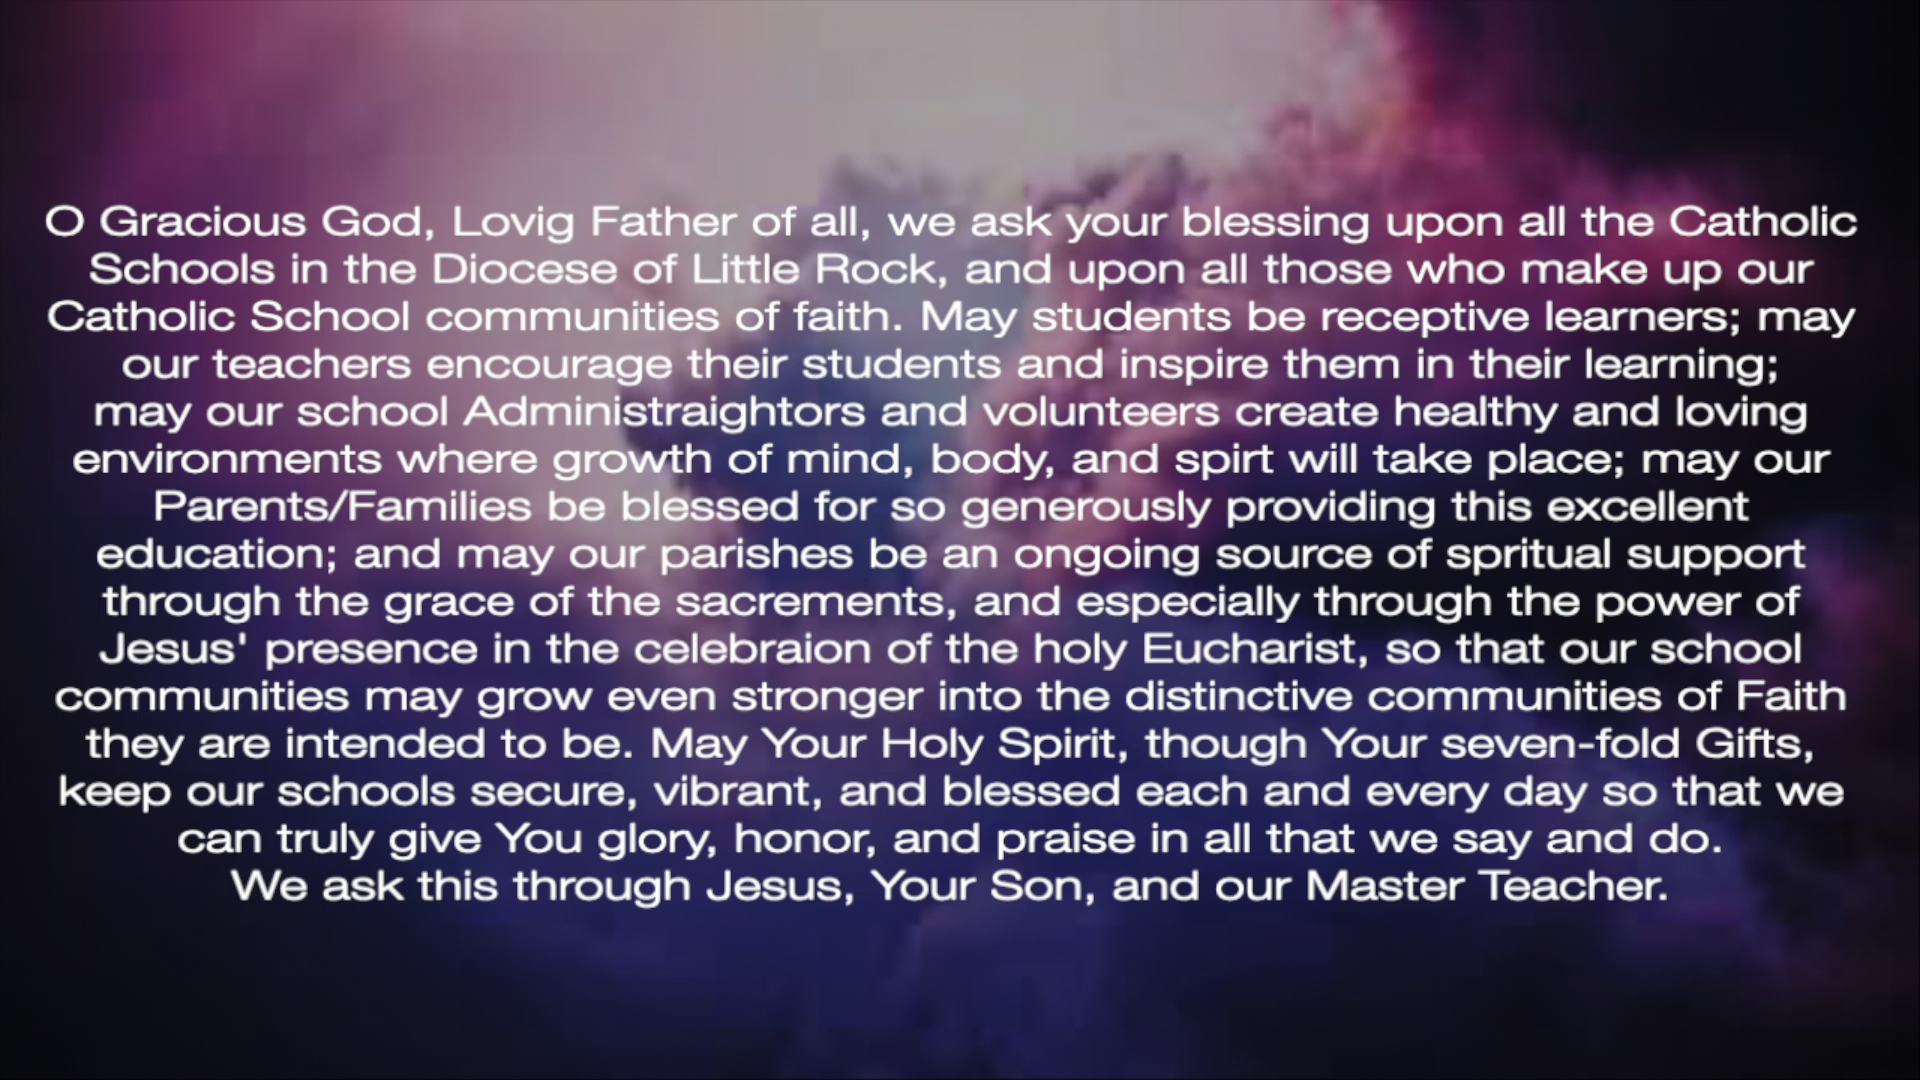 O Gracious God, Lovig Father of all, we ask your blessing upon all the Catholic
Schools in the Diocese of Little Rock, and upon all those who make up our
Catholic School communities of faith. May students be receptive learners; may
our teachers encourage their students and inspire them in their learning;
may our school Administraightors and volunteers create healthy and loving
environments where growth of mind, body, and spirt will take place; may our
Parents/Families be blessed for so generously providing this excellent
education; and may our parishes be an ongoing source of spritual support
through the grace of the sacrements, and especially through the power of
Jesus' presence in the celebraion of the holy Eucharist, so that our school
communities may grow even stronger into the distinctive communities of Faith
they are intended to be. May Your Holy Spirit, though Your seven-fold Gifts,
keep our schools secure, vibrant, and blessed each and every day so that we
can truly give You glory, honor, and praise in all that we say and do.
We ask this through Jesus, Your Son, and our Master Teacher.